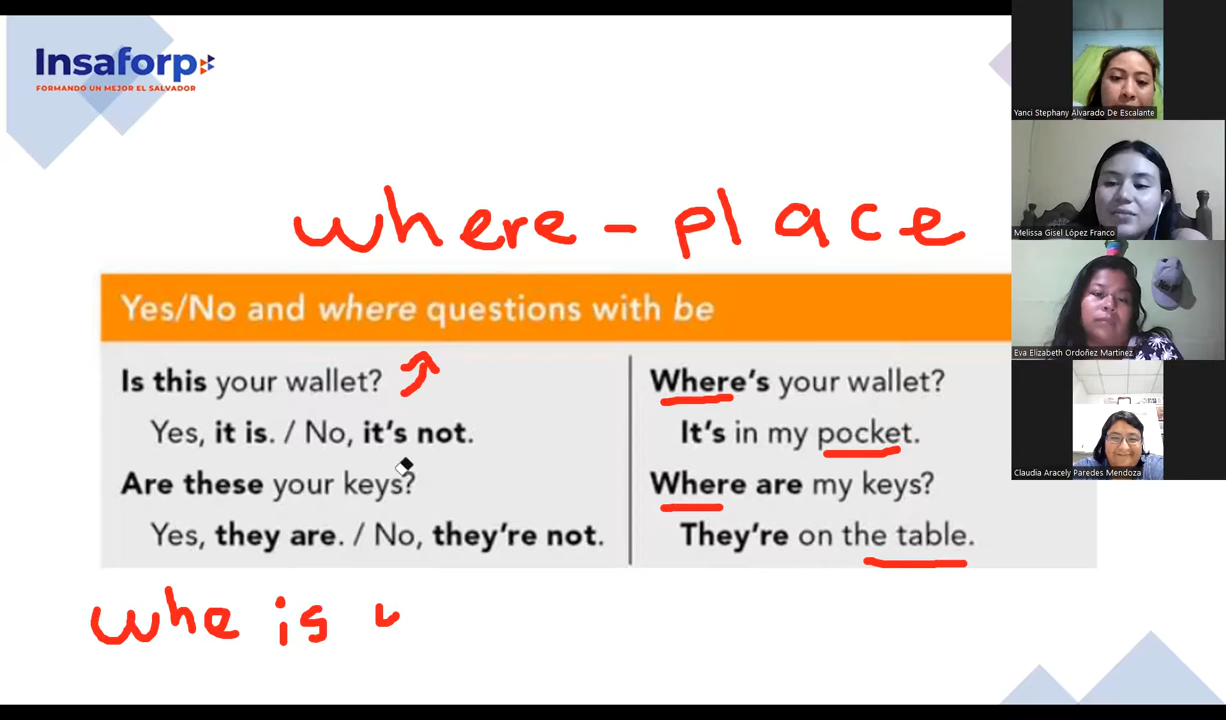 Insaforp
FORMANDO UN MEJOR EL SALVADOR
where - place
Yes/No and where questions with be
Is this your wallet?
Yes, it is. / No, it's not.
Are these your keys?
Yes, they are. / No, they're not.
Where's your wallet?
It's in my pocket.
Where are my keys?
They're on the table.
whe is
Yanci Stephany Alvarado De Escalante
Melissa Gisel López Franco
Eva Elizabeth Ordoñez Martinez
Claudia Aracely Paredes Mendoza